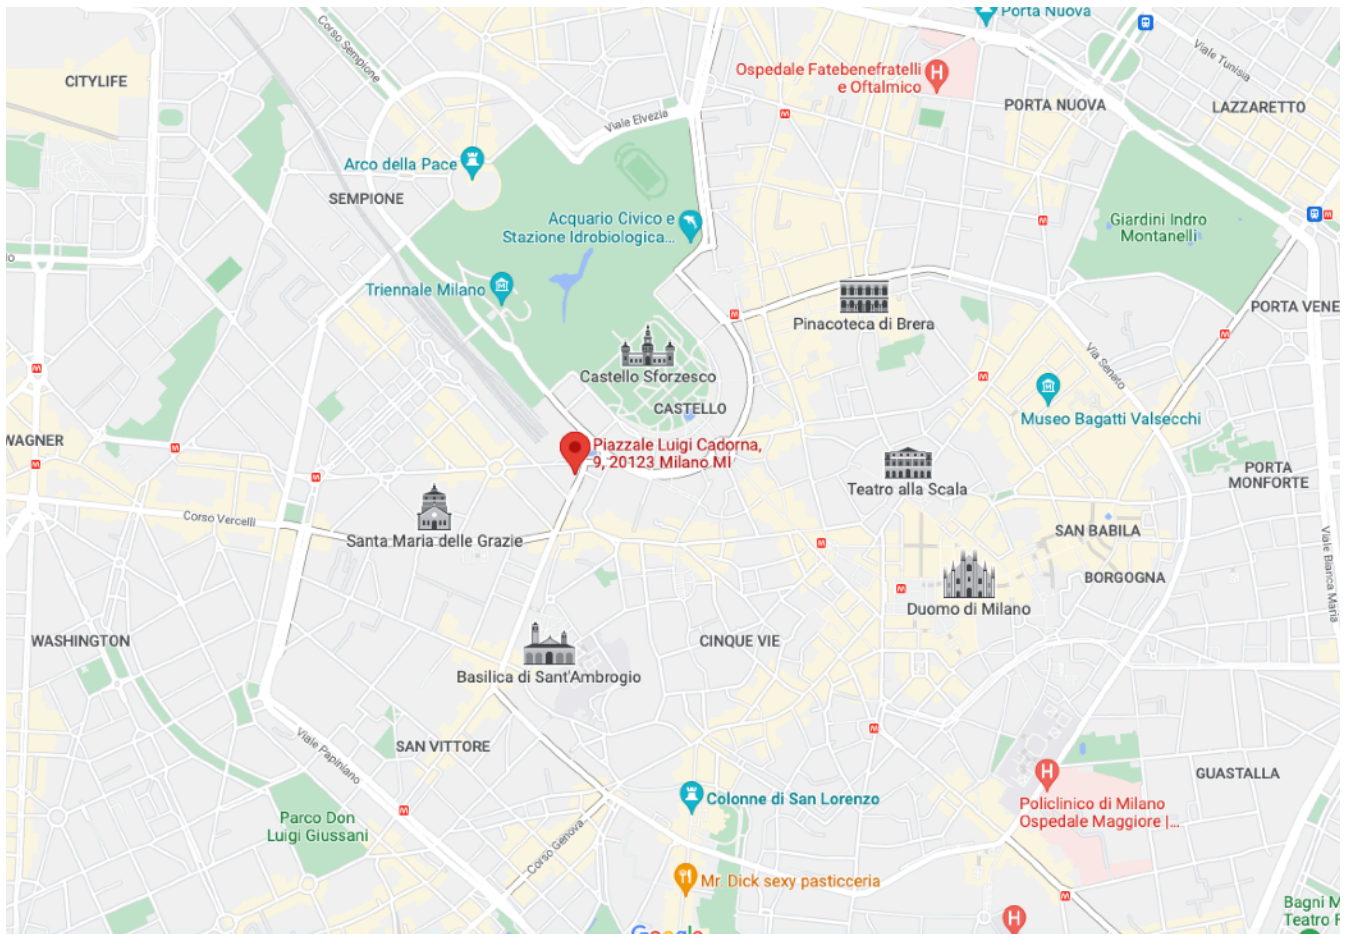 Porta Nuova
Corso Sempione
Viale Tunisia
CITYLIFE
Ospedale Fatebenefratelli
e Oftalmico
H
PORTA NUOVA
LAZZARETTO
Viale Elvezia
Arco della Pace
SEMPIONE
Acquario Civico e
Stazione Idrobiologica...
Giardini Indro
Montanelli
Triennale Milano
PORTA VENE
Pinacoteca di Brera
Via Senato
Castello Sforzesco
CASTELLO
Museo Bagatti Valsecchi
WAGNER
Piazzale Luigi Cadorna,
9, 20123 Milano MI
PORTA
MONFORTE
Teatro alla Scala
Corso Vercelli
Santa Maria delle Grazie
SAN BABILA
Viale Bianca Maria
BORGOGNA
Duomo di Milano
WASHINGTON
CINQUE VIE
Basilica di Sant'Ambrogio
Viale Papiniano
SAN VITTORE
GUASTALLA
H
Policlinico di Milano
Ospedale Maggiore |...
Colonne di San Lorenzo
Parco Don
Luigi Giussani
Corso Genova
Mr. Dick sexy pasticceria
H
Bagni M
Teatro F
Google